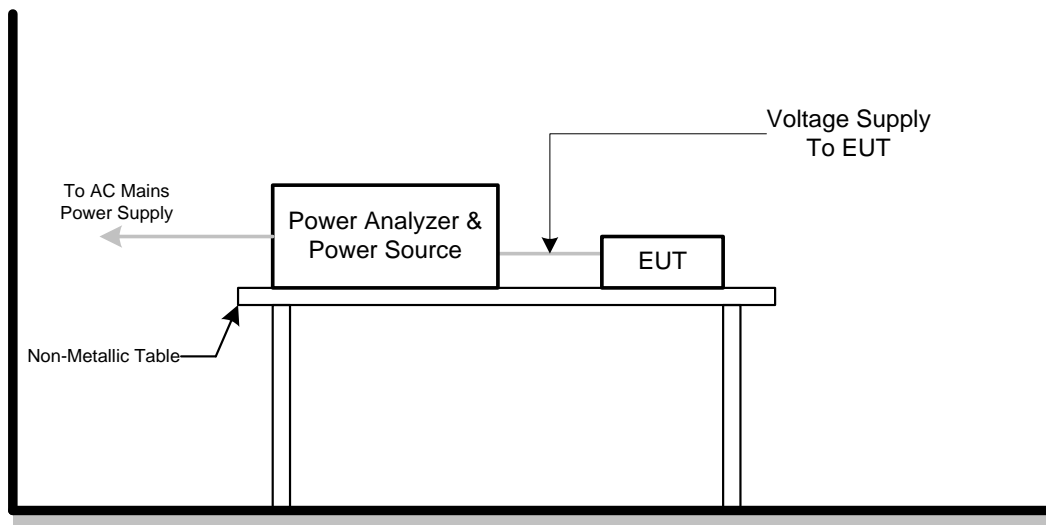 Voltage Supply
To EUT
To AC Mains
Power Supply
Power Analyzer &
Power Source
EUT
Non-Metallic Table